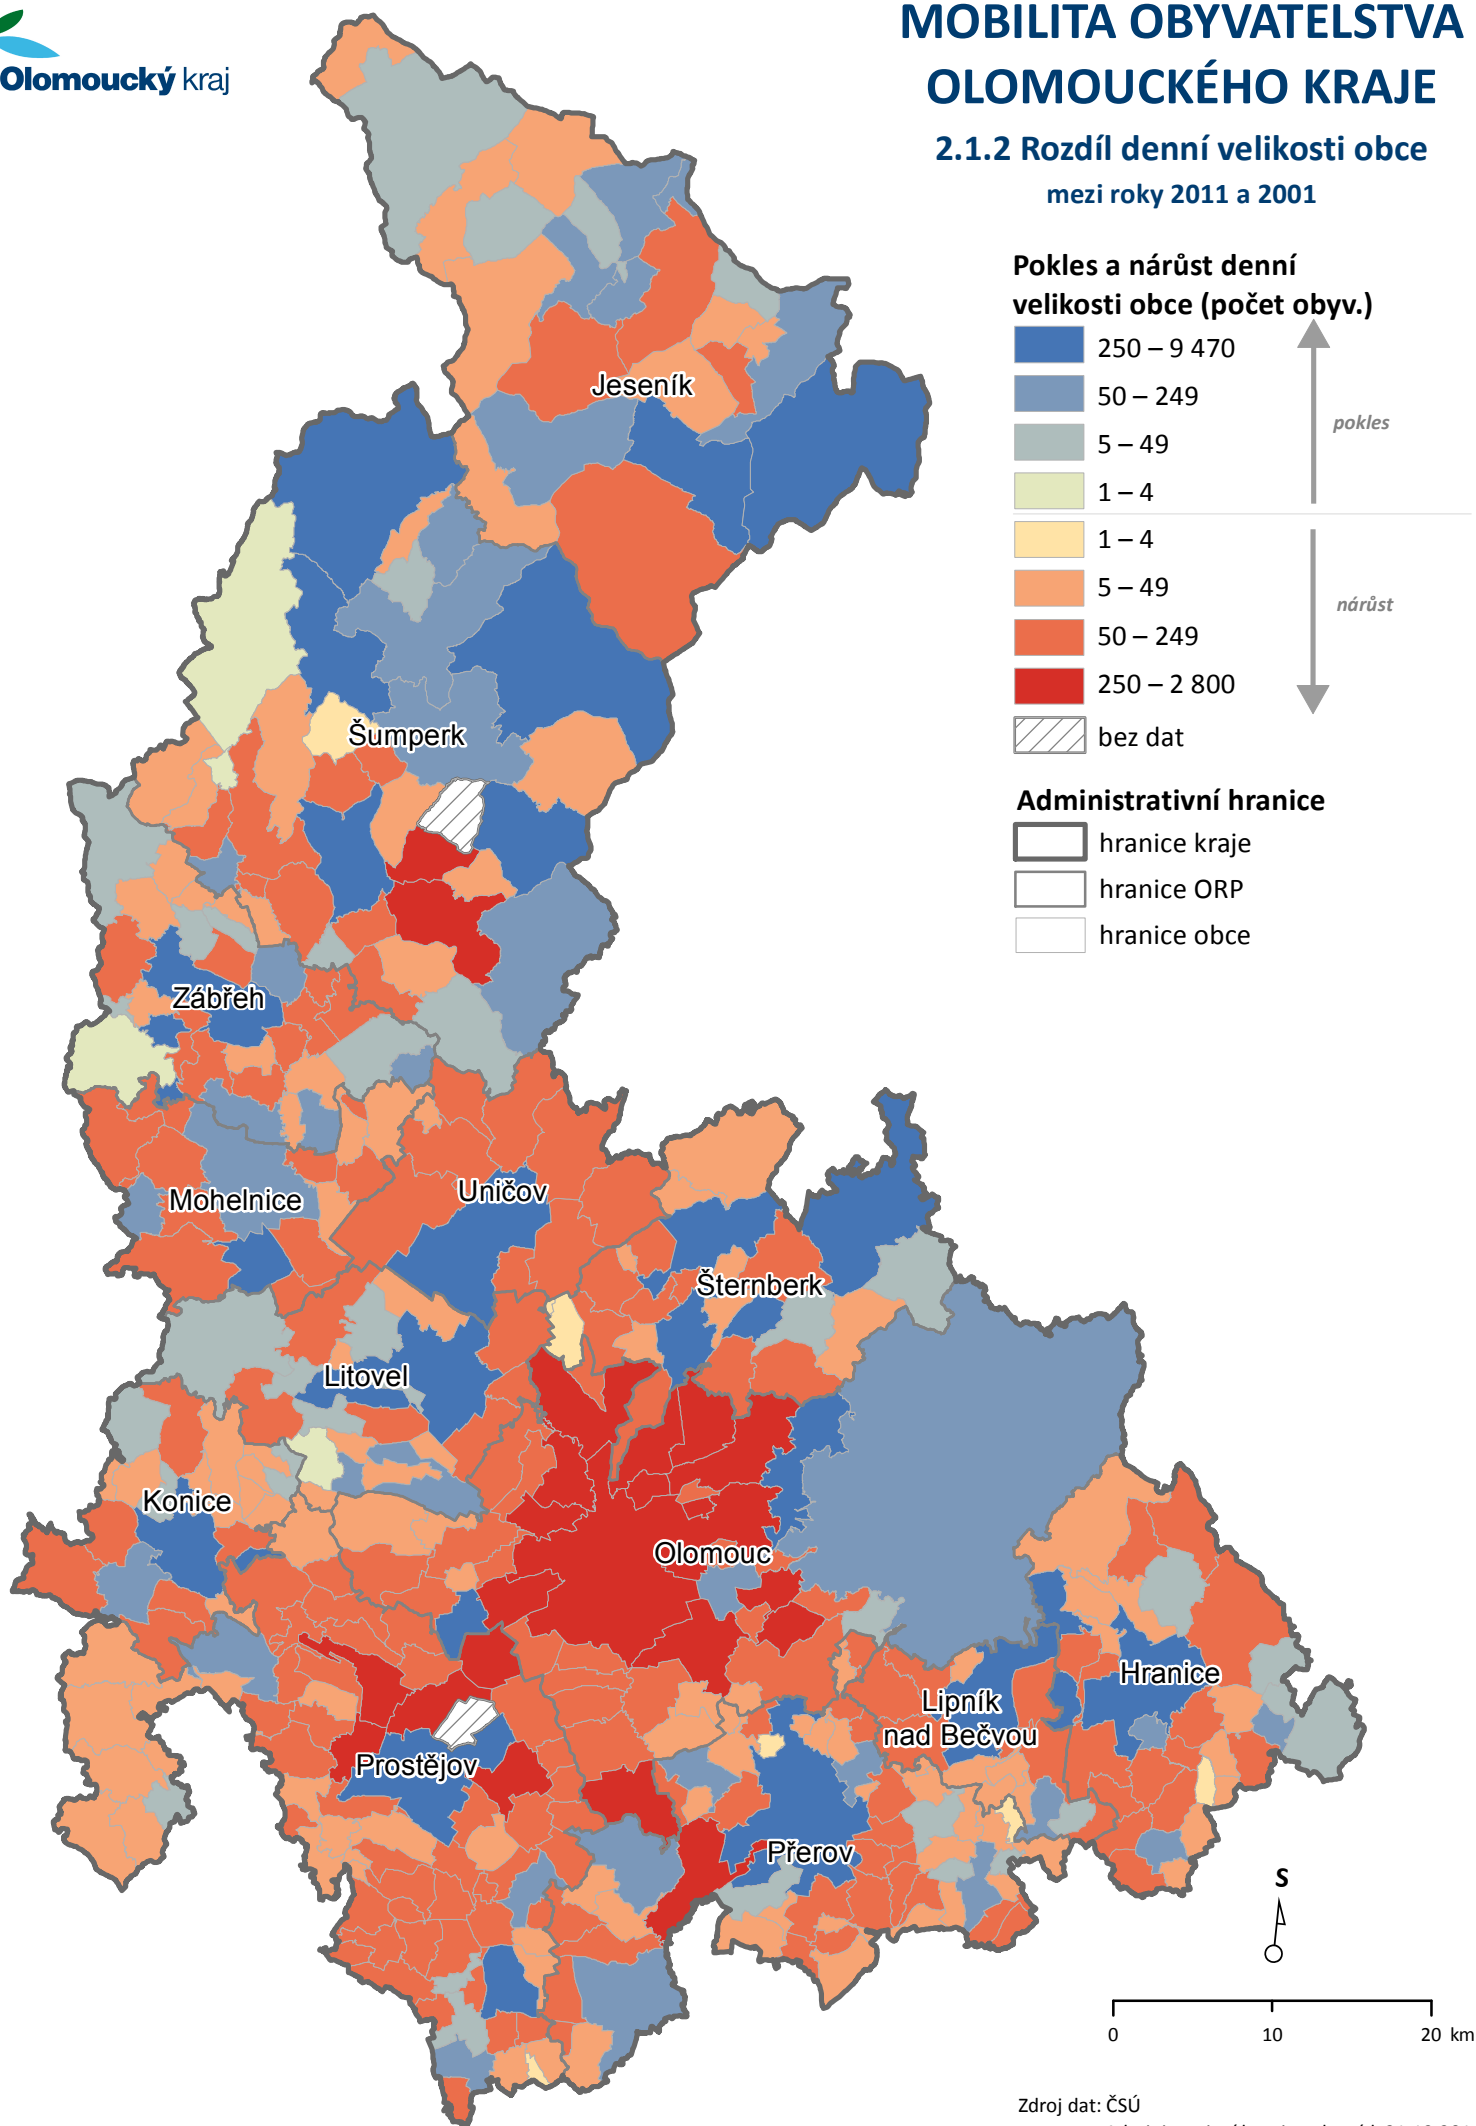 Olomoucký kraj
MOBILITA OBYVATELSTVA
OLOMOUCKÉHO KRAJE
2.1.2 Rozdíl denní velikosti obce
mezi roky 2011 a 2001
Pokles a nárůst denní
velikosti obce (počet obyv.)
250 – 9 470
50 – 249
5 – 49
1 – 4
pokles
1 – 4
5 – 49
50 – 249
250 – 2 800
nárůst
bez dat
Administrativní hranice
hranice kraje
hranice ORP
hranice obce
Jeseník
Šumperk
Zábřeh
Mohelnice
Uničov
Šternberk
Litovel
Konice
Olomouc
Hranice
Lipník
nad Bečvou
Prostějov
Přerov
S
0 10 20 km
Zdroj dat: ČSÚ